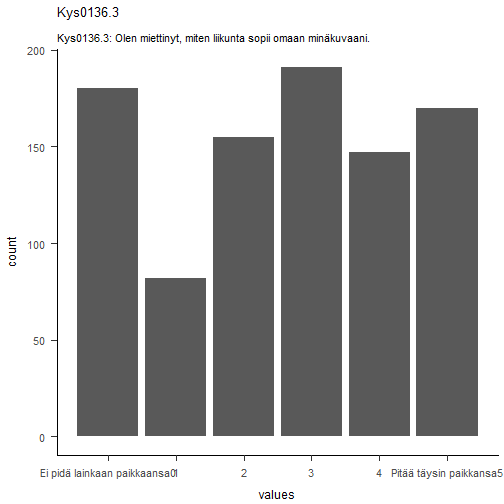 Kys0136.3
Kys0136.3: Olen miettinyt, miten liikunta sopii omaan minäkuvaani.
200
150
100
50
0
count
Ei pidä lainkaan paikkaansa0 1 2 3 4 Pitää täysin paikkansa5
values